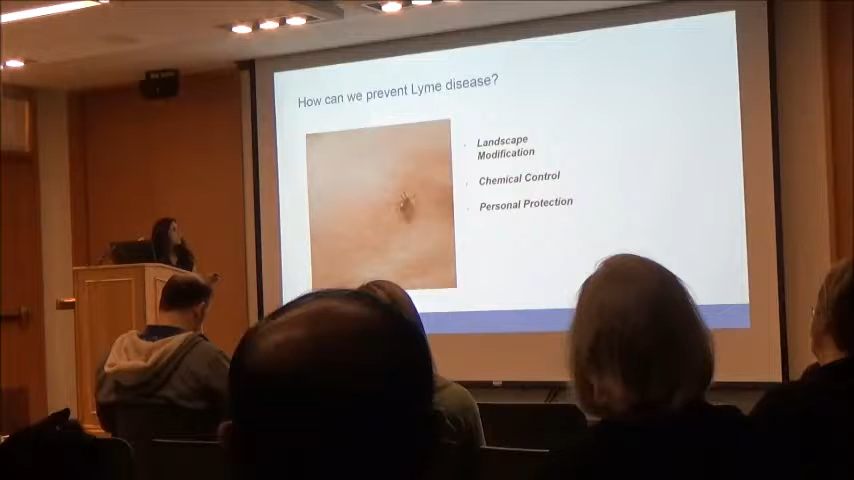 How can we prevent Lyme disease?
Landscape
Modification
Chemical Control
Personal Protection